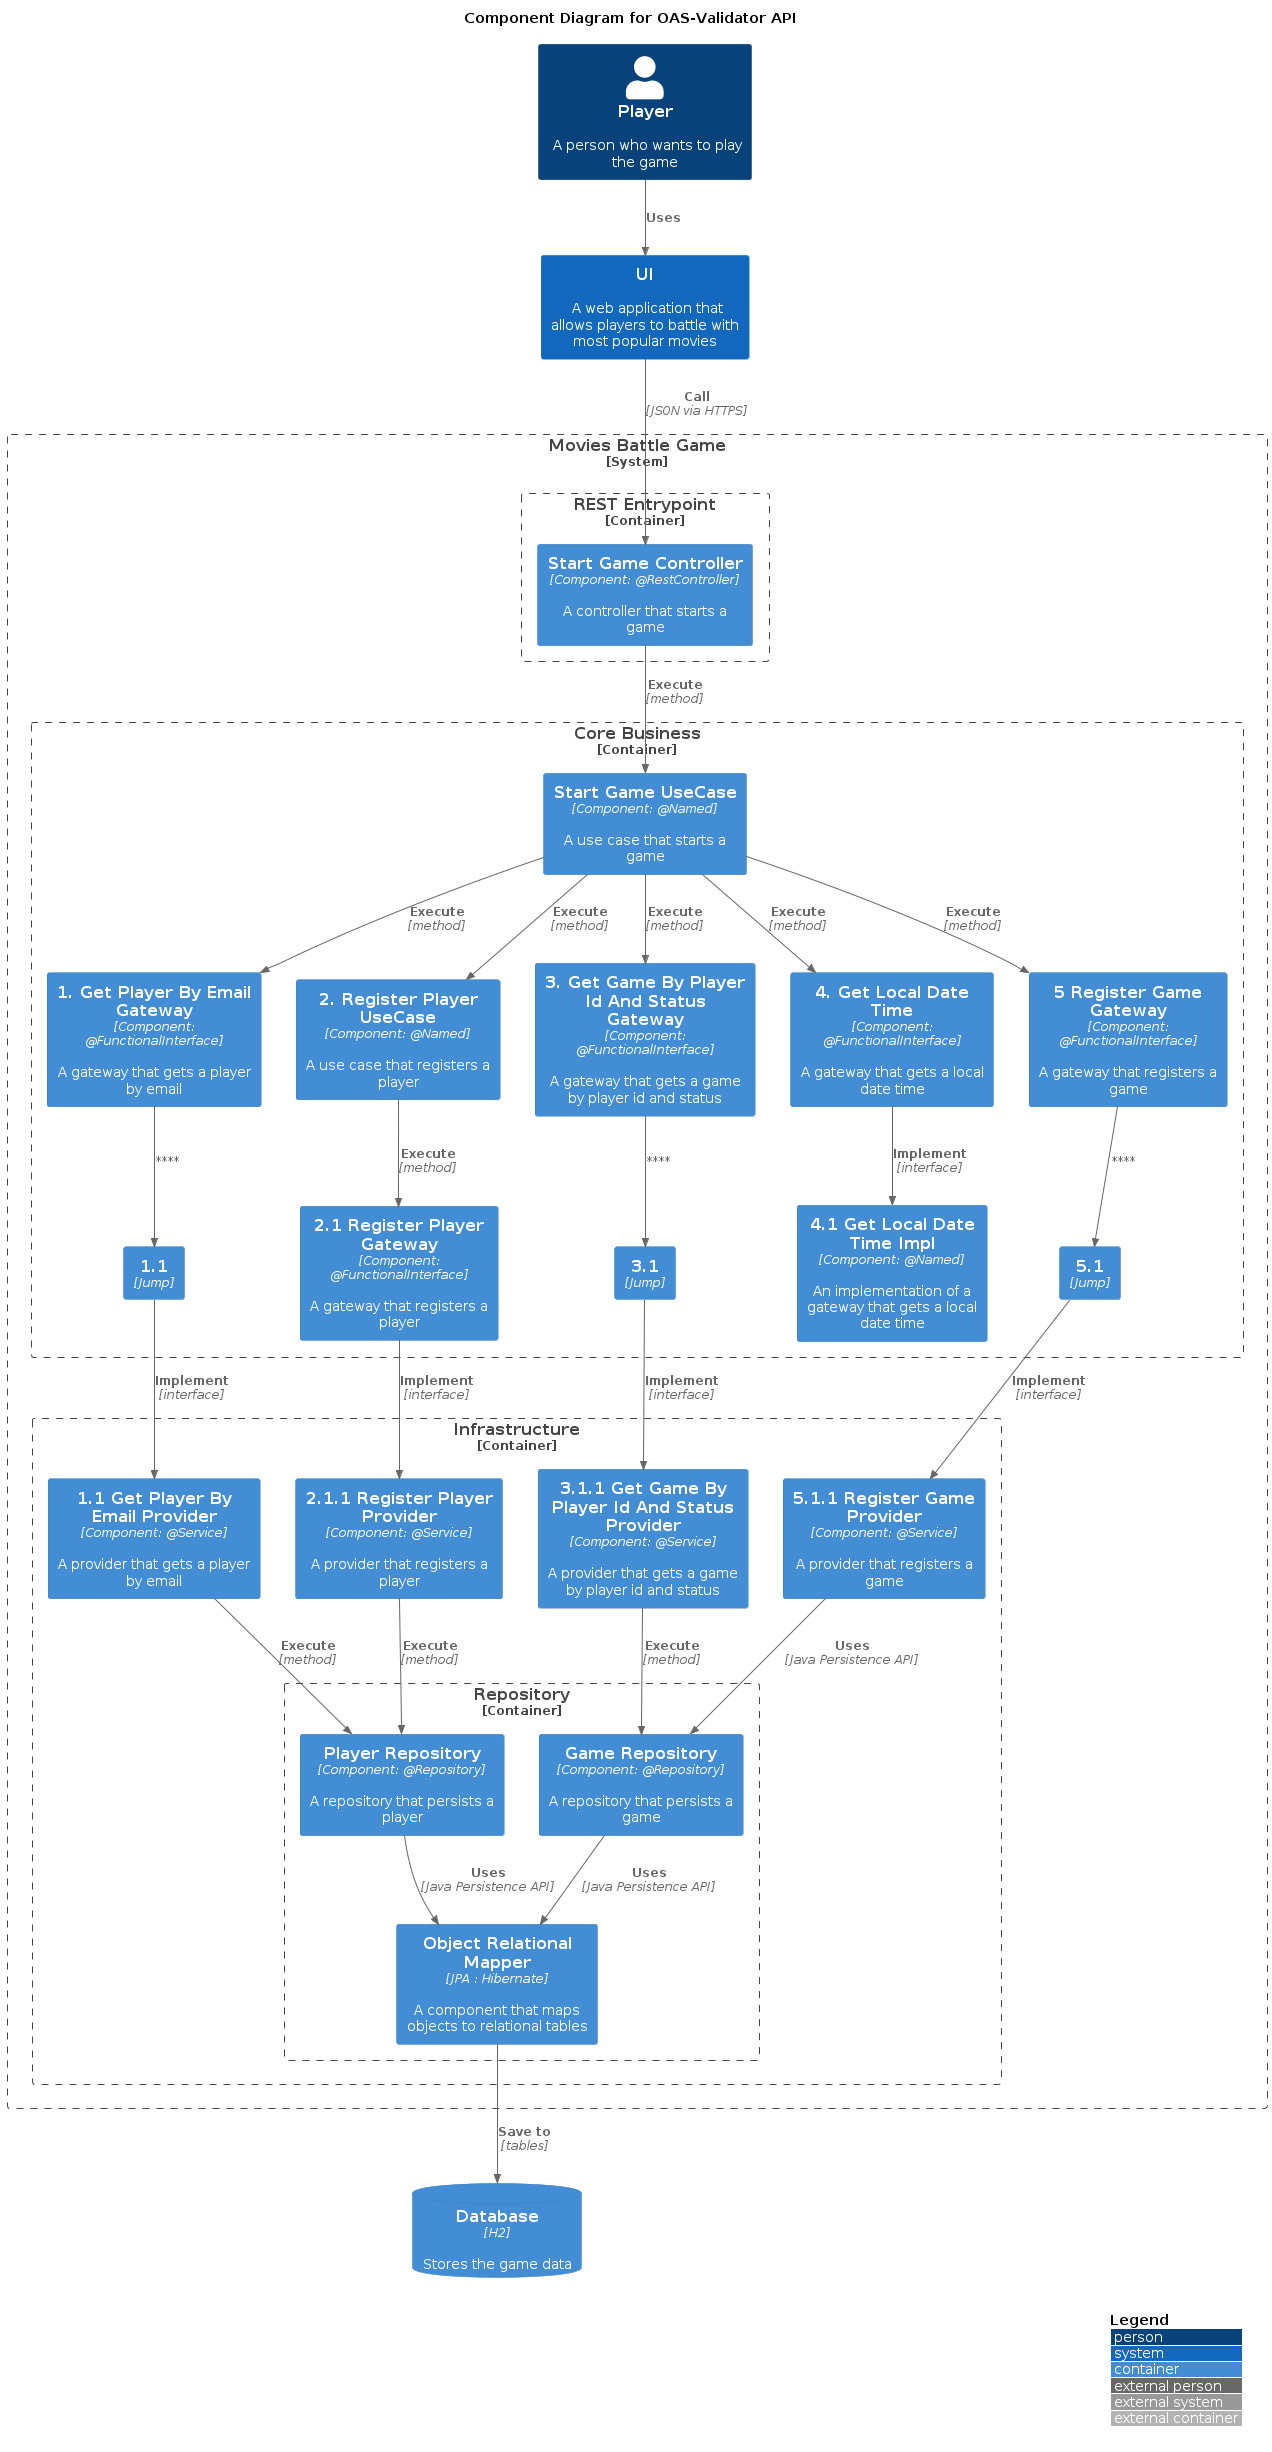 Component Diagram for OAS-Validator API
Player
A person who wants to play
the game
Uses
UI
A web application that
allows players to battle with
most popular movies
Call
[JSON via HTTPS]
Movies Battle Game
[System]
REST Entrypoint
[Container]
Start Game Controller
[Component: @RestController]
A controller that starts a
game
Execute
[method]
Core Business
[Container]
Start Game UseCase
[Component: @Named]
A use case that starts a
game
Execute
[method]
Execute
[method]
Execute
[method]
Execute
[method]
Execute
[method]
1. Get Player By Email
Gateway
[Component:
@FunctionalInterface]
A gateway that gets a player
by email
2. Register Player
UseCase
[Component: @Named]
A use case that registers a
player
3. Get Game By Player
Id And Status
Gateway
[Component:
@FunctionalInterface]
A gateway that gets a game
by player id and status
4. Get Local Date
Time
[Component:
@FunctionalInterface]
A gateway that gets a local
date time
5 Register Game
Gateway
[Component:
@FunctionalInterface]
A gateway that registers a
game
****
Execute
[method]
****
Implement
[interface]
****
1.1
[Jump]
2.1 Register Player
Gateway
[Component:
@FunctionalInterface]
A gateway that registers a
player
3.1
[Jump]
4.1 Get Local Date
Time Impl
[Component: @Named]
An implementation of a
gateway that gets a local
date time
5.1
[Jump]
Implement
[interface]
Implement
[interface]
Implement
[interface]
Implement
[interface]
Infrastructure
[Container]
1.1 Get Player By
Email Provider
[Component: @Service]
A provider that gets a player
by email
2.1.1 Register Player
Provider
[Component: @Service]
A provider that registers a
player
3.1.1 Get Game By
Player Id And Status
Provider
[Component: @Service]
A provider that gets a game
by player id and status
5.1.1 Register Game
Provider
[Component: @Service]
A provider that registers a
game
Execute
[method]
Execute
[method]
Execute
[method]
Uses
[Java Persistence API]
Repository
[Container]
Player Repository
[Component: @Repository]
A repository that persists a
player
Game Repository
[Component: @Repository]
A repository that persists a
game
Uses
[Java Persistence API]
Uses
[Java Persistence API]
Object Relational
Mapper
[JPA : Hibernate]
A component that maps
objects to relational tables
Save to
[tables]
Database
[H2]
Stores the game data
Legend
person
system
container
external person
external system
external container